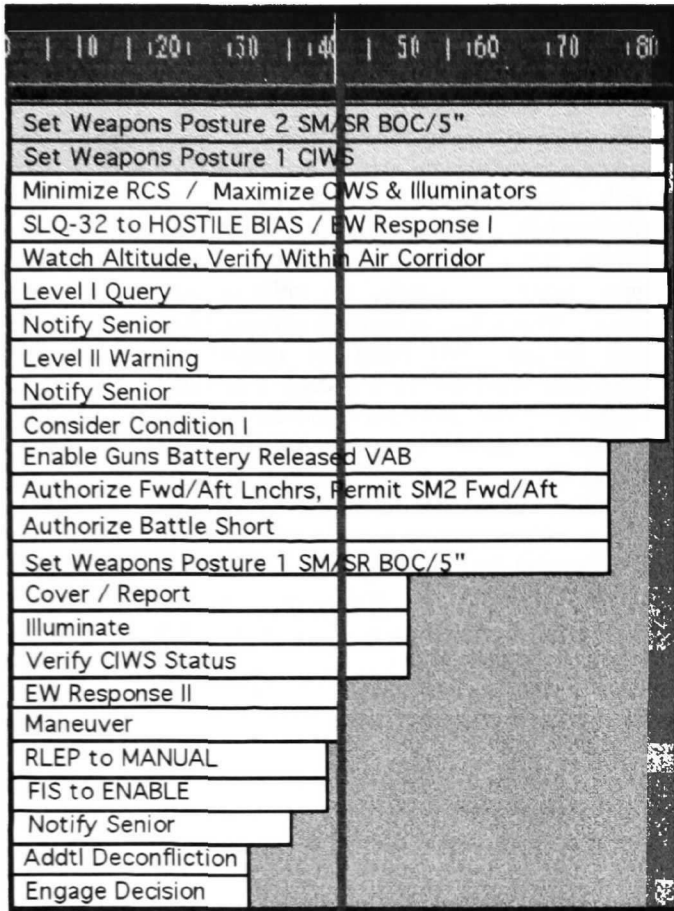 0 | 10 | 20 30 | 40 | 50 | 60 70 80
Set Weapons Posture 2 SM/SR BOC/5"
Set Weapons Posture 1 CIWS
Minimize RCS / Maximize CIWS & Illuminators
SLQ-32 to HOSTILE BIAS / EW Response I
Watch Altitude, Verify Within Air Corridor
Level I Query
Notify Senior
Level II Warning
Notify Senior
Consider Condition I
Enable Guns Battery Released VAB
Authorize Fwd/Aft Lnchrs, Permit SM2 Fwd/Aft
Authorize Battle Short
Set Weapons Posture 1 SM/SR BOC/5"
Cover / Report
Illuminate
Verify CIWS Status
EW Response II
Maneuver
RLEP to MANUAL
FIS to ENABLE
Notify Senior
Addtl Deconfliction
Engage Decision